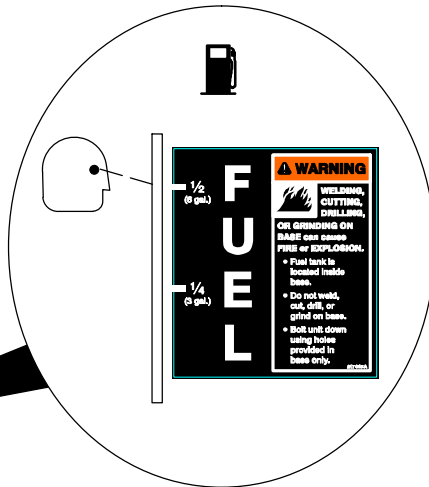 FUEL
1/2
(6 gal.)
1/4
(3 gal.)
WARNING
WELDING,
CUTTING,
DRILLING,
OR GRINDING ON
BASE can cause
FIRE or EXPLOSION.
• Fuel tank is
located inside
base.
• Do not weld,
cut, drill, or
grind on base.
• Bolt unit down
using holes
provided in
base only.